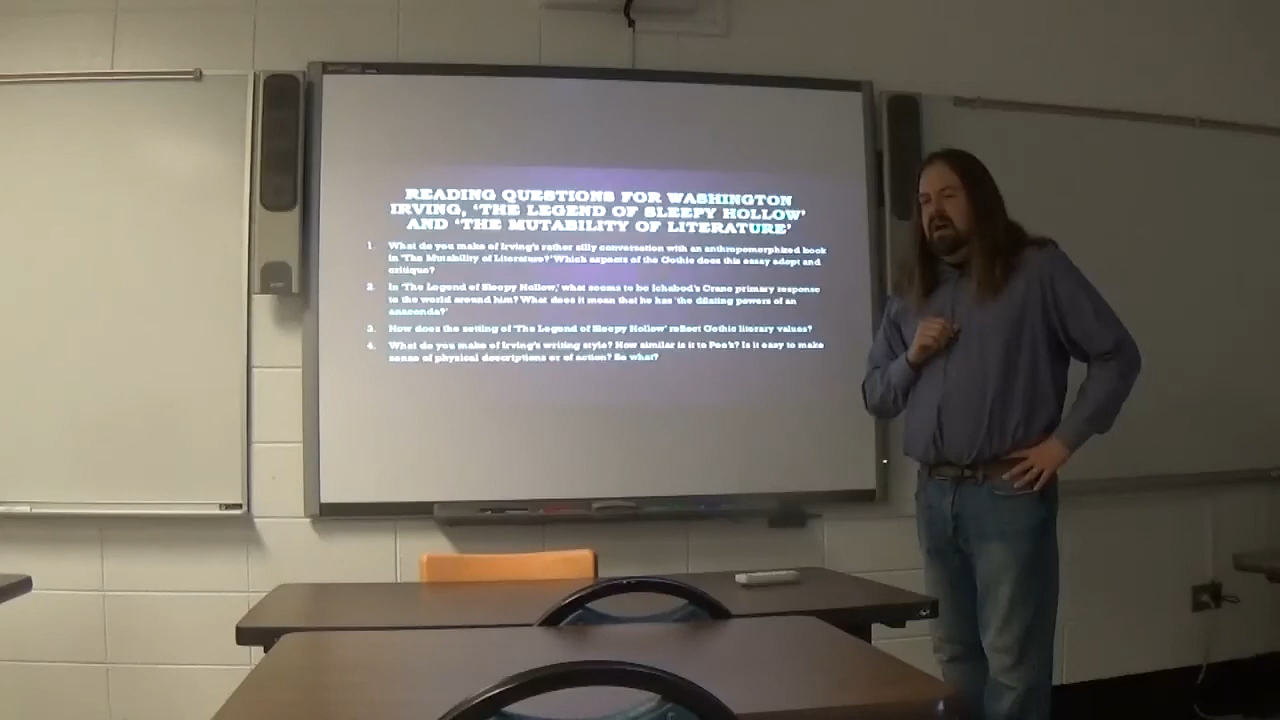 READING QUESTIONS FOR WASHINGTON
IRVING, 'THE LEGEND OF SLEEPY HOLLOW'
AND 'THE MUTABILITY OF LITERATURE'
1. What do you make of Irving's rather silly conversation with an anthropomorphized book
in 'The Mutability of Literature?' Which aspects of the Gothic does this essay adopt and
critique?
2. In 'The Legend of Sleepy Hollow,' what seems to be Ichabod's Crane primary response
to the world around him? What does it mean that he has 'the dilating powers of an
anaconda?'
3. How does the setting of 'The Legend of Sleepy Hollow' reflect Gothic literary values?
4. What do you make of Irving's writing style? How similar is it to Poe's? Is it easy to make
sense of physical descriptions or of action? So what?